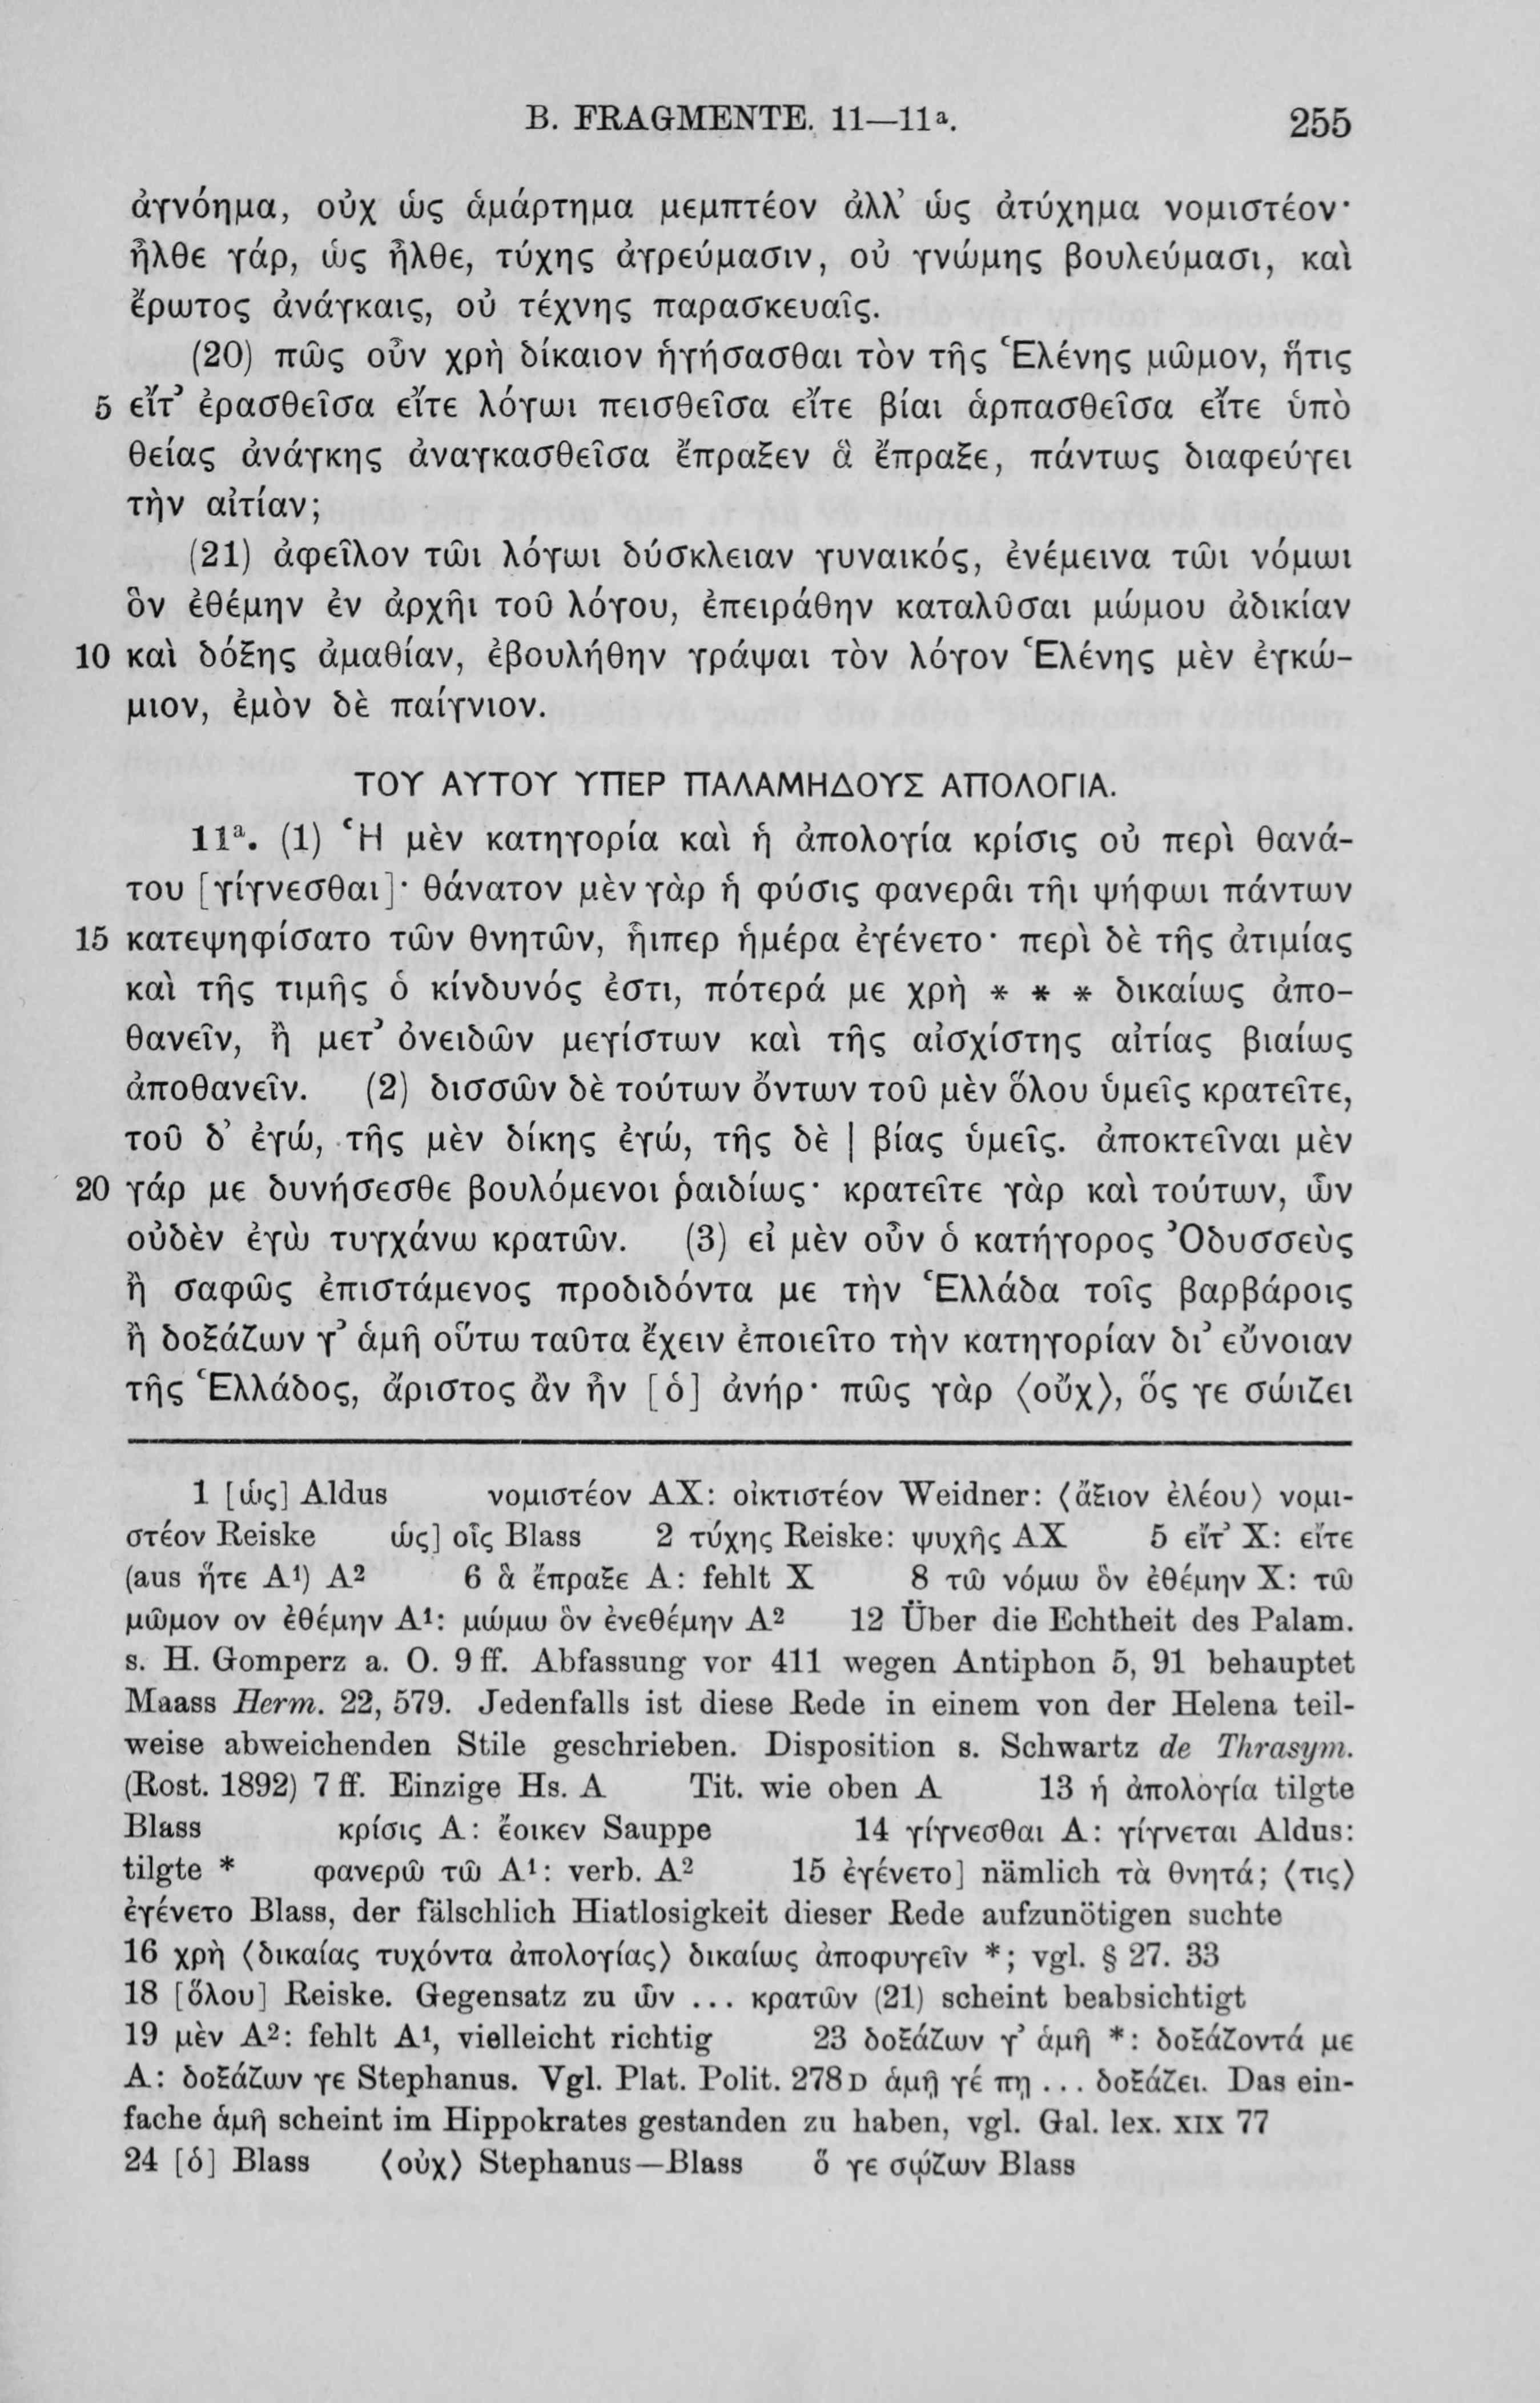 B. FRAGMENTE. 11—11ª. 255
ἀγνόημα, οὐχ ὡς ἁμάρτημα μεμπτέον ἀλλ' ὡς ἀτύχημα νομιστέον·
ἦλθε γάρ, ὡς ἦλθε, τύχης ἀγρεύμασιν, οὐ γνώμης βουλεύμασι, καὶ
ἔρωτος ἀνάγκαις, οὐ τέχνης παρασκευαῖς.
(20) πῶς οὖν χρὴ δίκαιον ἡγήσασθαι τὸν τῆς Ἑλένης μῶμον, ἥτις
5 εἴτ' ἐρασθεῖσα εἴτε λόγωι πεισθεῖσα εἴτε βίαι ἁρπασθεῖσα εἴτε ὑπὸ
θείας ἀνάγκης ἀναγκασθεῖσα ἔπραξεν ἃ ἔπραξε, πάντως διαφεύγει
τὴν αἰτίαν;
(21) ἀφεῖλον τῶι λόγωι δύσκλειαν γυναικός, ἐνέμεινα τῶι νόμωι
ὃν ἐθέμην ἐν ἀρχῆι τοῦ λόγου, ἐπειράθην καταλῦσαι μώμου ἀδικίαν
10 καὶ δόξης ἀμαθίαν, ἐβουλήθην γράψαι τὸν λόγον Ἑλένης μὲν ἐγκώ-
μιον, ἐμὸν δὲ παίγνιον.
ΤΟΥ ΑΥΤΟΥ ΥΠΕΡ ΠΑΛΑΜΗΔΟΥΣ ΑΠΟΛΟΓΙΑ.
11ª. (1) Ἡ μὲν κατηγορία καὶ ἡ ἀπολογία κρίσις οὐ περὶ θανά-
του [γίγνεσθαι]· θάνατον μὲν γὰρ ἡ φύσις φανερᾶι τῆι ψήφωι πάντων
15 κατεψηφίσατο τῶν θνητῶν, ἧιπερ ἡμέρα ἐγένετο· περὶ δὲ τῆς ἀτιμίας
καὶ τῆς τιμῆς ὁ κίνδυνός ἐστι, πότερά με χρὴ * * * δικαίως ἀπο-
θανεῖν, ἢ μετ' ὀνειδῶν μεγίστων καὶ τῆς αἰσχίστης αἰτίας βιαίως
ἀποθανεῖν. (2) δισσῶν δὲ τούτων ὄντων τοῦ μὲν ὅλου ὑμεῖς κρατεῖτε,
τοῦ δ' ἐγώ, τῆς μὲν δίκης ἐγώ, τῆς δὲ | βίας ὑμεῖς. ἀποκτεῖναι μὲν
20 γάρ με δυνήσεσθε βουλόμενοι ῥαιδίως· κρατεῖτε γὰρ καὶ τούτων, ὧν
οὐδὲν ἐγὼ τυγχάνω κρατῶν. (3) εἰ μὲν οὖν ὁ κατήγορος Ὀδυσσεὺς
ἢ σαφῶς ἐπιστάμενος προδιδόντα με τὴν Ἑλλάδα τοῖς βαρβάροις
ἢ δοξάζων γ' ἁμῆ οὕτω ταῦτα ἔχειν ἐποιεῖτο τὴν κατηγορίαν δι' εὔνοιαν
τῆς Ἑλλάδος, ἄριστος ἂν ἦν [ὁ] ἀνήρ· πῶς γὰρ ⟨οὔχ⟩, ὅς γε σώιζει
1 [ὡς] Aldus νομιστέον AX: οἰκτιστέον Weidner: ⟨ἄξιον ἐλέου⟩ νομι-
στέον Reiske ὡς] οἷς Blass 2 τύχης Reiske: ψυχῆς AX 5 εἴτ' X: εἴτε
(aus ἥτε A¹) A² 6 ἃ ἔπραξε A: fehlt X 8 τῶ νόμω ὃν ἐθέμην X: τῶ
μῶμον ον ἐθέμην A¹: μώμω ὃν ἐνεθέμην A² 12 Über die Echtheit des Palam.
s. H. Gomperz a. O. 9 ff. Abfassung vor 411 wegen Antiphon 5, 91 behauptet
Maass Herm. 22, 579. Jedenfalls ist diese Rede in einem von der Helena teil-
weise abweichenden Stile geschrieben. Disposition s. Schwartz de Thrasym.
(Rost. 1892) 7 ff. Einzige Hs. A Tit. wie oben A 13 ἡ ἀπολογία tilgte
Blass κρίσις A: ἔοικεν Sauppe 14 γίγνεσθαι A: γίγνεται Aldus:
tilgte * φανερῶ τῶ A¹: verb. A² 15 ἐγένετο] nämlich τὰ θνητά; ⟨τις⟩
ἐγένετο Blass, der fälschlich Hiatlosigkeit dieser Rede aufzunötigen suchte
16 χρὴ ⟨δικαίας τυχόντα ἀπολογίας⟩ δικαίως ἀποφυγεῖν *; vgl. § 27. 33
18 [ὅλου] Reiske. Gegensatz zu ὧν ... κρατῶν (21) scheint beabsichtigt
19 μὲν A²: fehlt A¹, vielleicht richtig 23 δοξάζων γ' ἁμῆ *: δοξάζοντά με
A: δοξάζων γε Stephanus. Vgl. Plat. Polit. 278D ἁμῇ γέ πῃ ... δοξάζει. Das ein-
fache ἁμῆ scheint im Hippokrates gestanden zu haben, vgl. Gal. lex. XIX 77
24 [ὁ] Blass ⟨οὐχ⟩ Stephanus—Blass ὅ γε σῴζων Blass